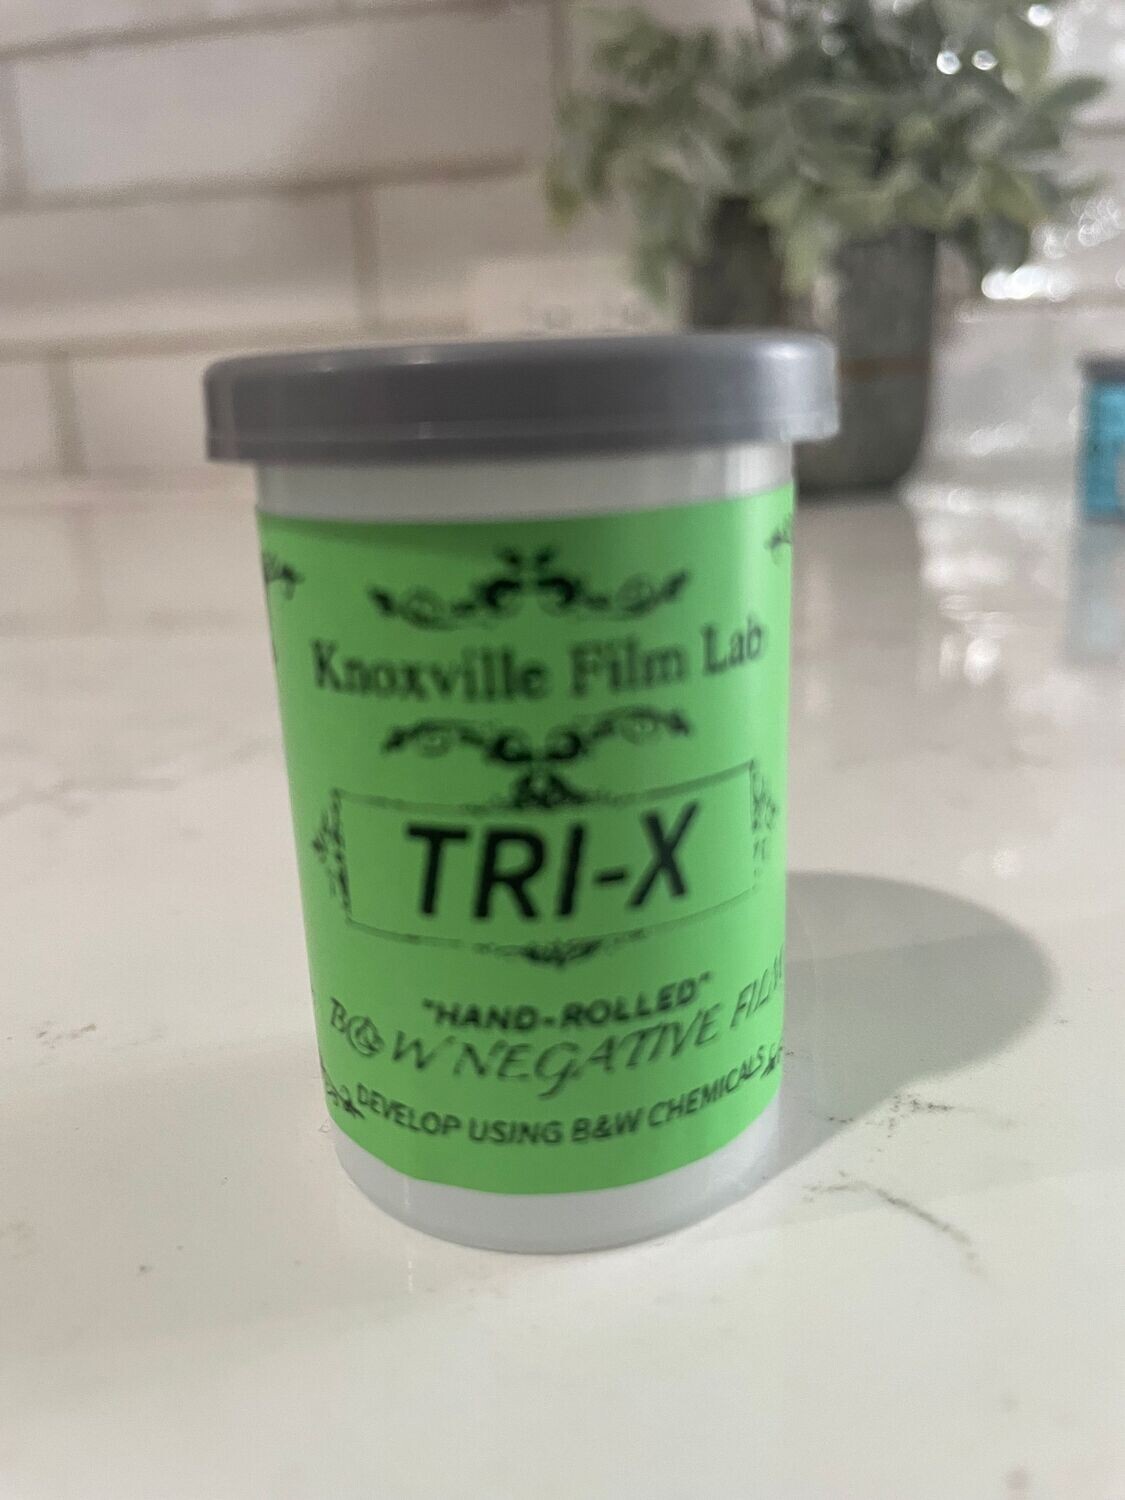 Knoxville Film Lab
TRI-X
"HAND-ROLLED"
B&W NEGATIVE FILM
DEVELOP USING B&W CHEMICALS